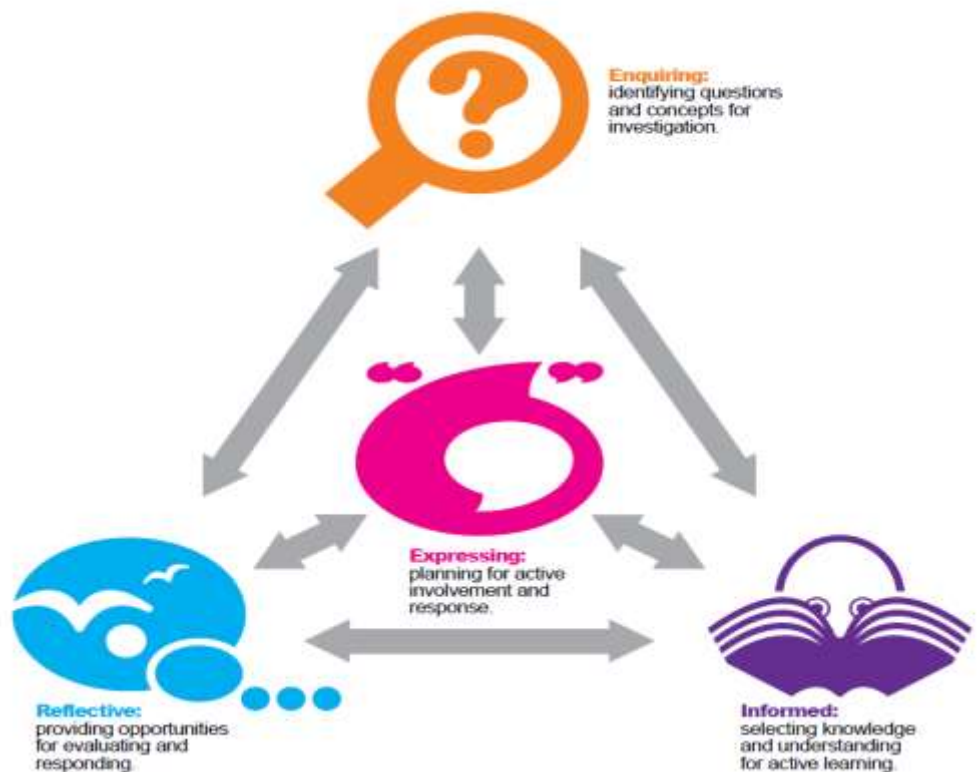 ?
Enquiring:
identifying questions
and concepts for
investigation.
“ ”
Expressing:
planning for active
involvement and
response.
Reflective:
providing opportunities
for evaluating and
responding.
Informed:
selecting knowledge
and understanding
for active learning.